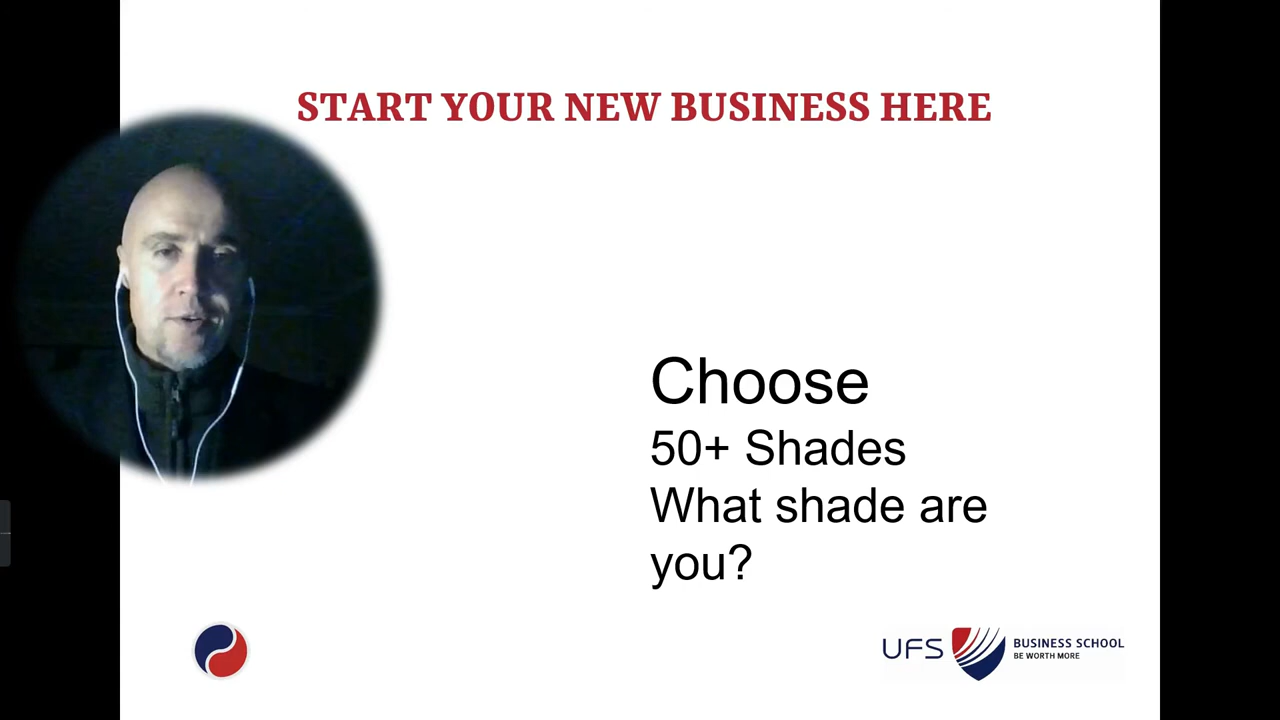 START YOUR NEW BUSINESS HERE
Choose
50+ Shades
What shade are
you?
UFS
BUSINESS SCHOOL
BE WORTH MORE